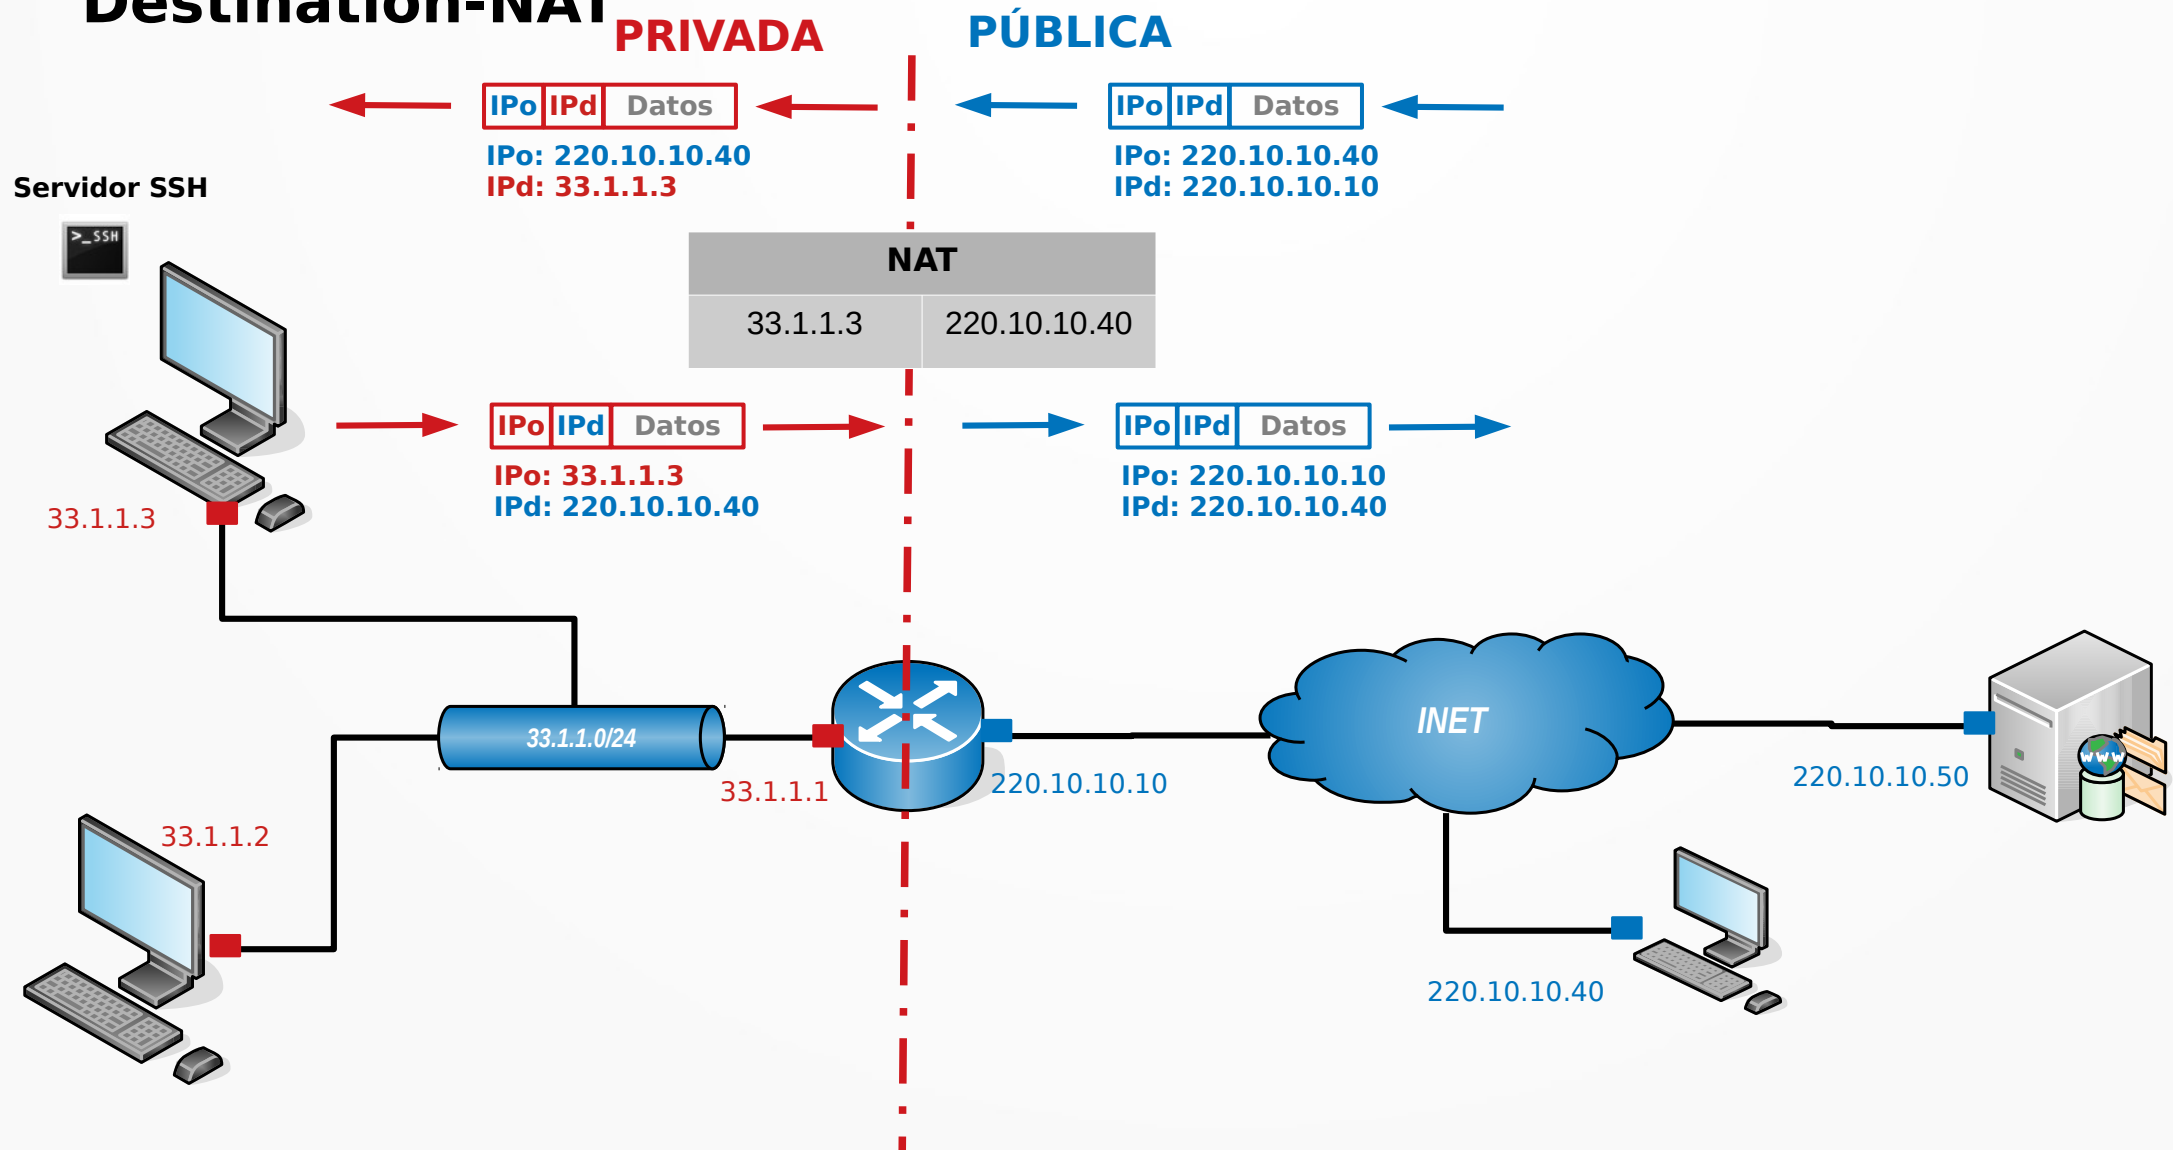 Destination-NAT
PRIVADA
PÚBLICA
IPo IPd Datos
IPo: 220.10.10.40
IPd: 33.1.1.3
IPo IPd Datos
IPo: 220.10.10.40
IPd: 220.10.10.10
Servidor SSH
>_SSH
NAT
33.1.1.3 220.10.10.40
IPo IPd Datos
IPo: 33.1.1.3
IPd: 220.10.10.40
IPo IPd Datos
IPo: 220.10.10.10
IPd: 220.10.10.40
33.1.1.3
33.1.1.0/24
33.1.1.1
220.10.10.10
INET
220.10.10.50
WWW
33.1.1.2
220.10.10.40